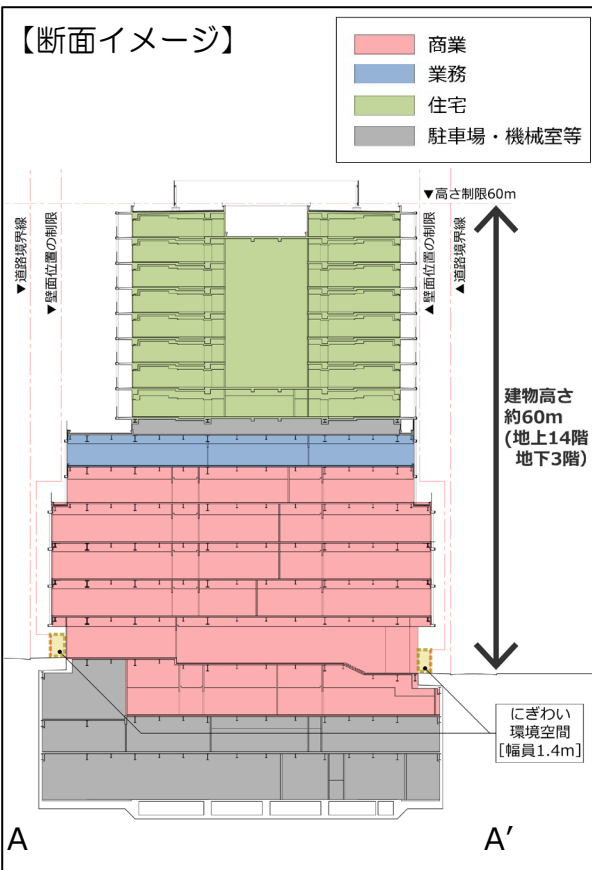 【断面イメージ】
商業
業務
住宅
駐車場・機械室等
▼高さ制限60m
▼道路境界線
▼壁面位置の制限
▲壁面位置の制限
▲道路境界線
建物高さ
約60m
(地上14階
地下3階)
にぎわい
環境空間
[幅員1.4m]
A
A′